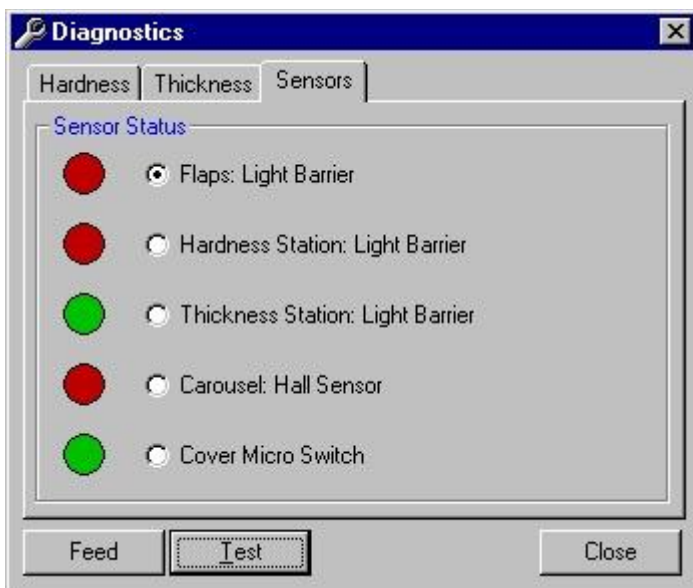 Diagnostics
Hardness Thickness Sensors
Sensor Status
Flaps: Light Barrier
Hardness Station: Light Barrier
Thickness Station: Light Barrier
Carousel: Hall Sensor
Cover Micro Switch
Feed Test Close